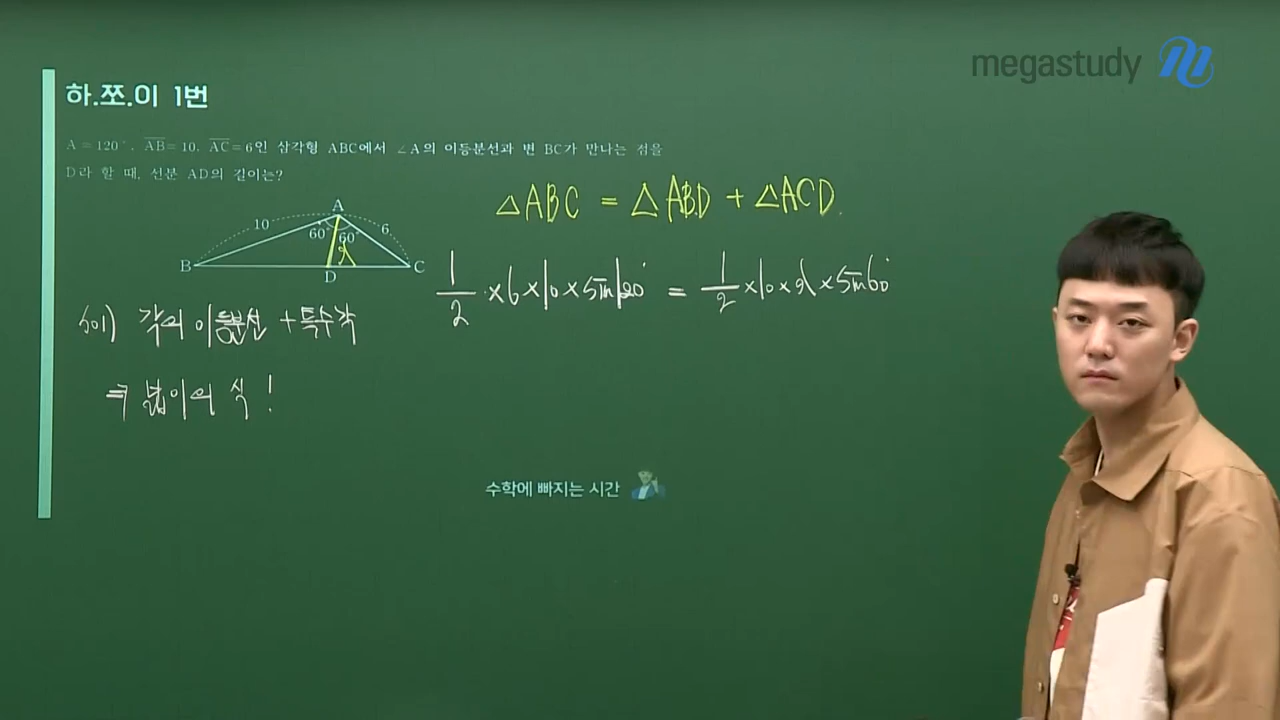 megastudy
하.쪼.이 1번
A = 120°, AB = 10, AC = 6인 삼각형 ABC에서 ∠A의 이등분선과 변 BC가 만나는 점을
D라 할 때, 선분 AD의 길이는?
△ABC = △ABD + △ACD
A
10
60°
60°
6
x
B
D
C
1/2 × 6 × 10 × sin120° = 1/2 × 10 × x × sin60°
sol) 각의 이등분선 + 특수각
⇒ 넓이의 식!
수학에 빠지는 시간